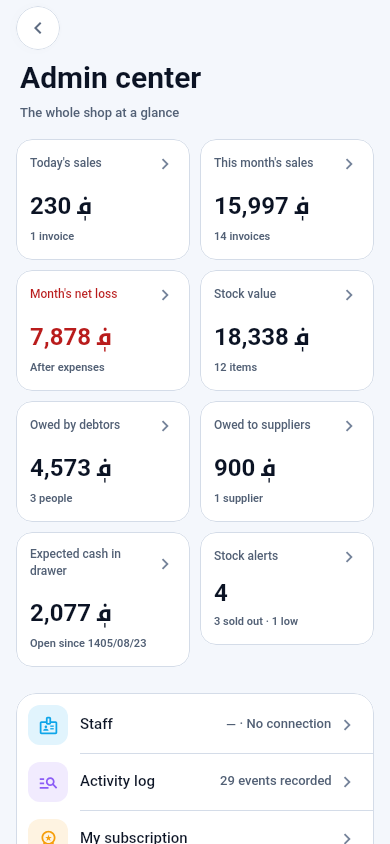 Admin center
The whole shop at a glance
Today's sales
230 ؋
1 invoice
This month's sales
15,997 ؋
14 invoices
Month's net loss
7,878 ؋
After expenses
Stock value
18,338 ؋
12 items
Owed by debtors
4,573 ؋
3 people
Owed to suppliers
900 ؋
1 supplier
Expected cash in
drawer
2,077 ؋
Open since 1405/08/23
Stock alerts
4
3 sold out · 1 low
Staff — · No connection
Activity log 29 events recorded
My subscription